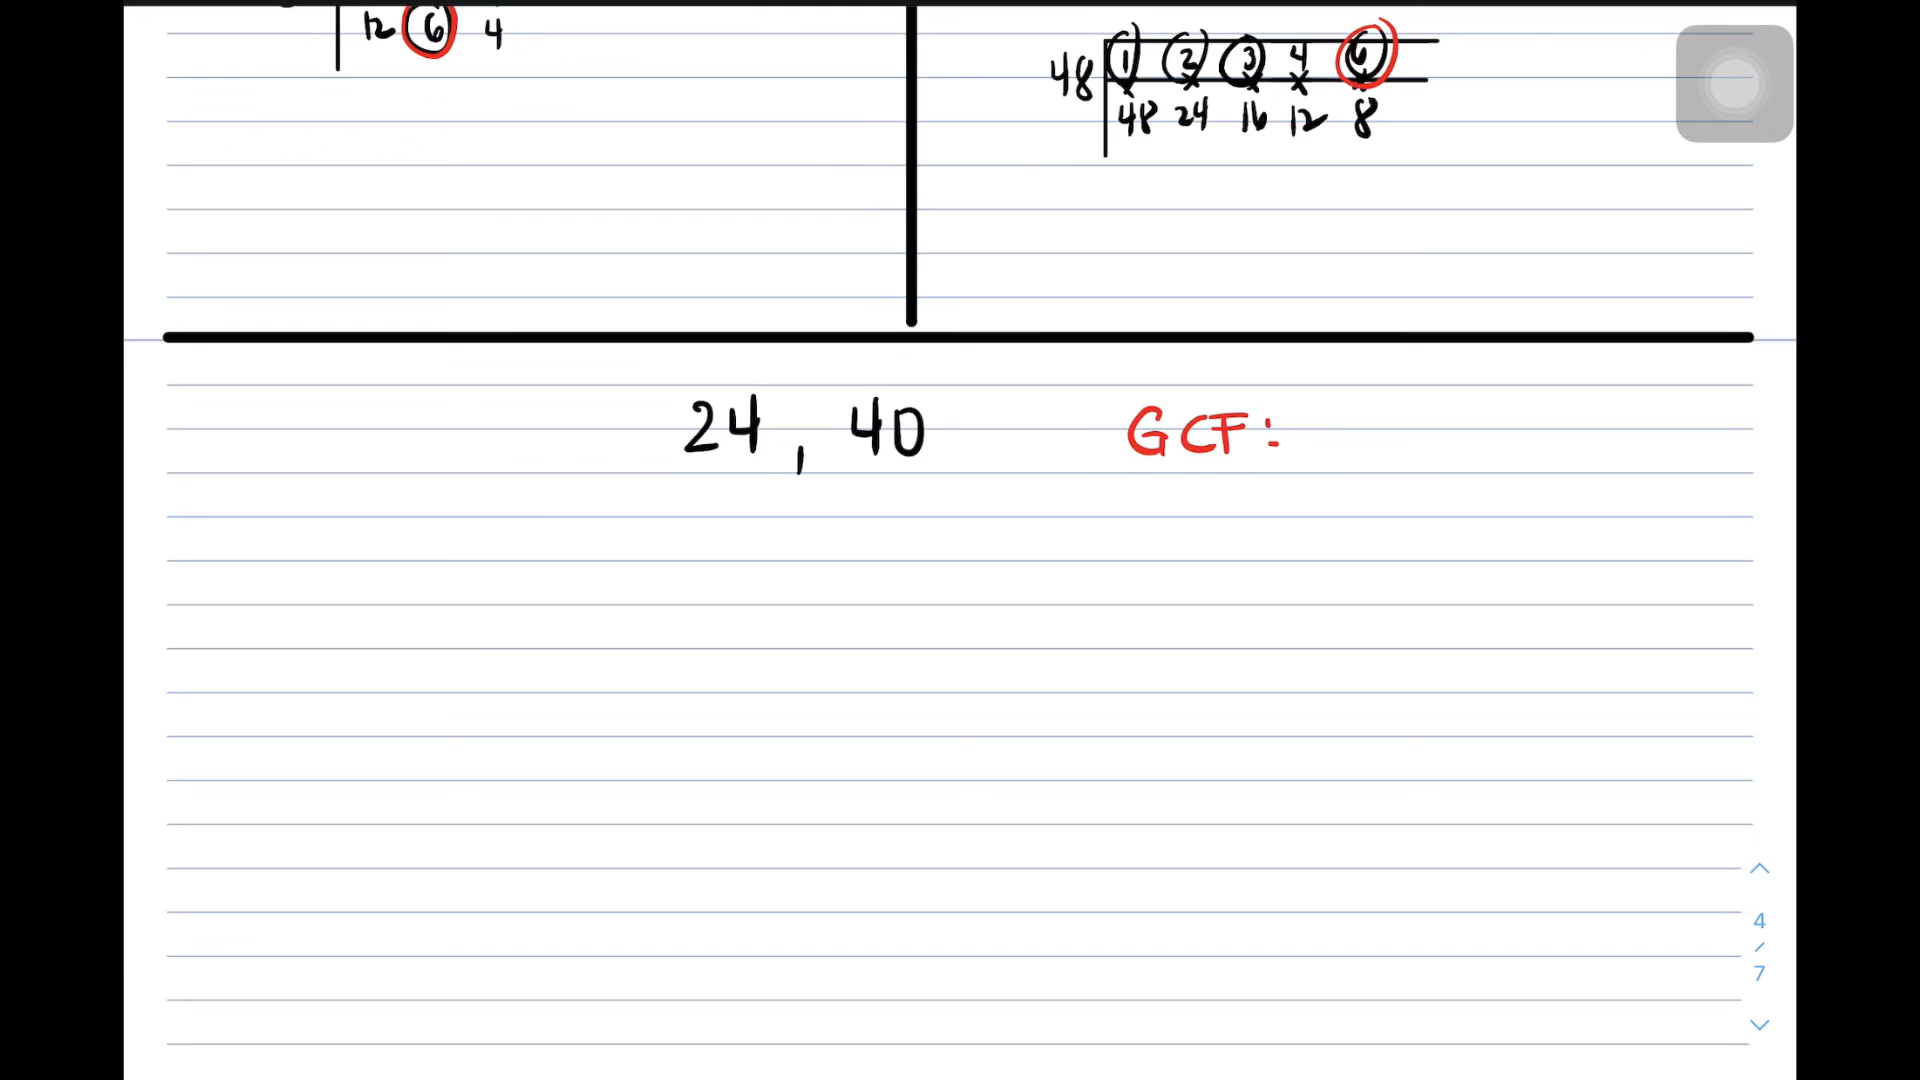 12 6 4
48 1 2 3 4 6
× × × × ×
48 24 16 12 8
24 , 40 GCF:
4
/
7